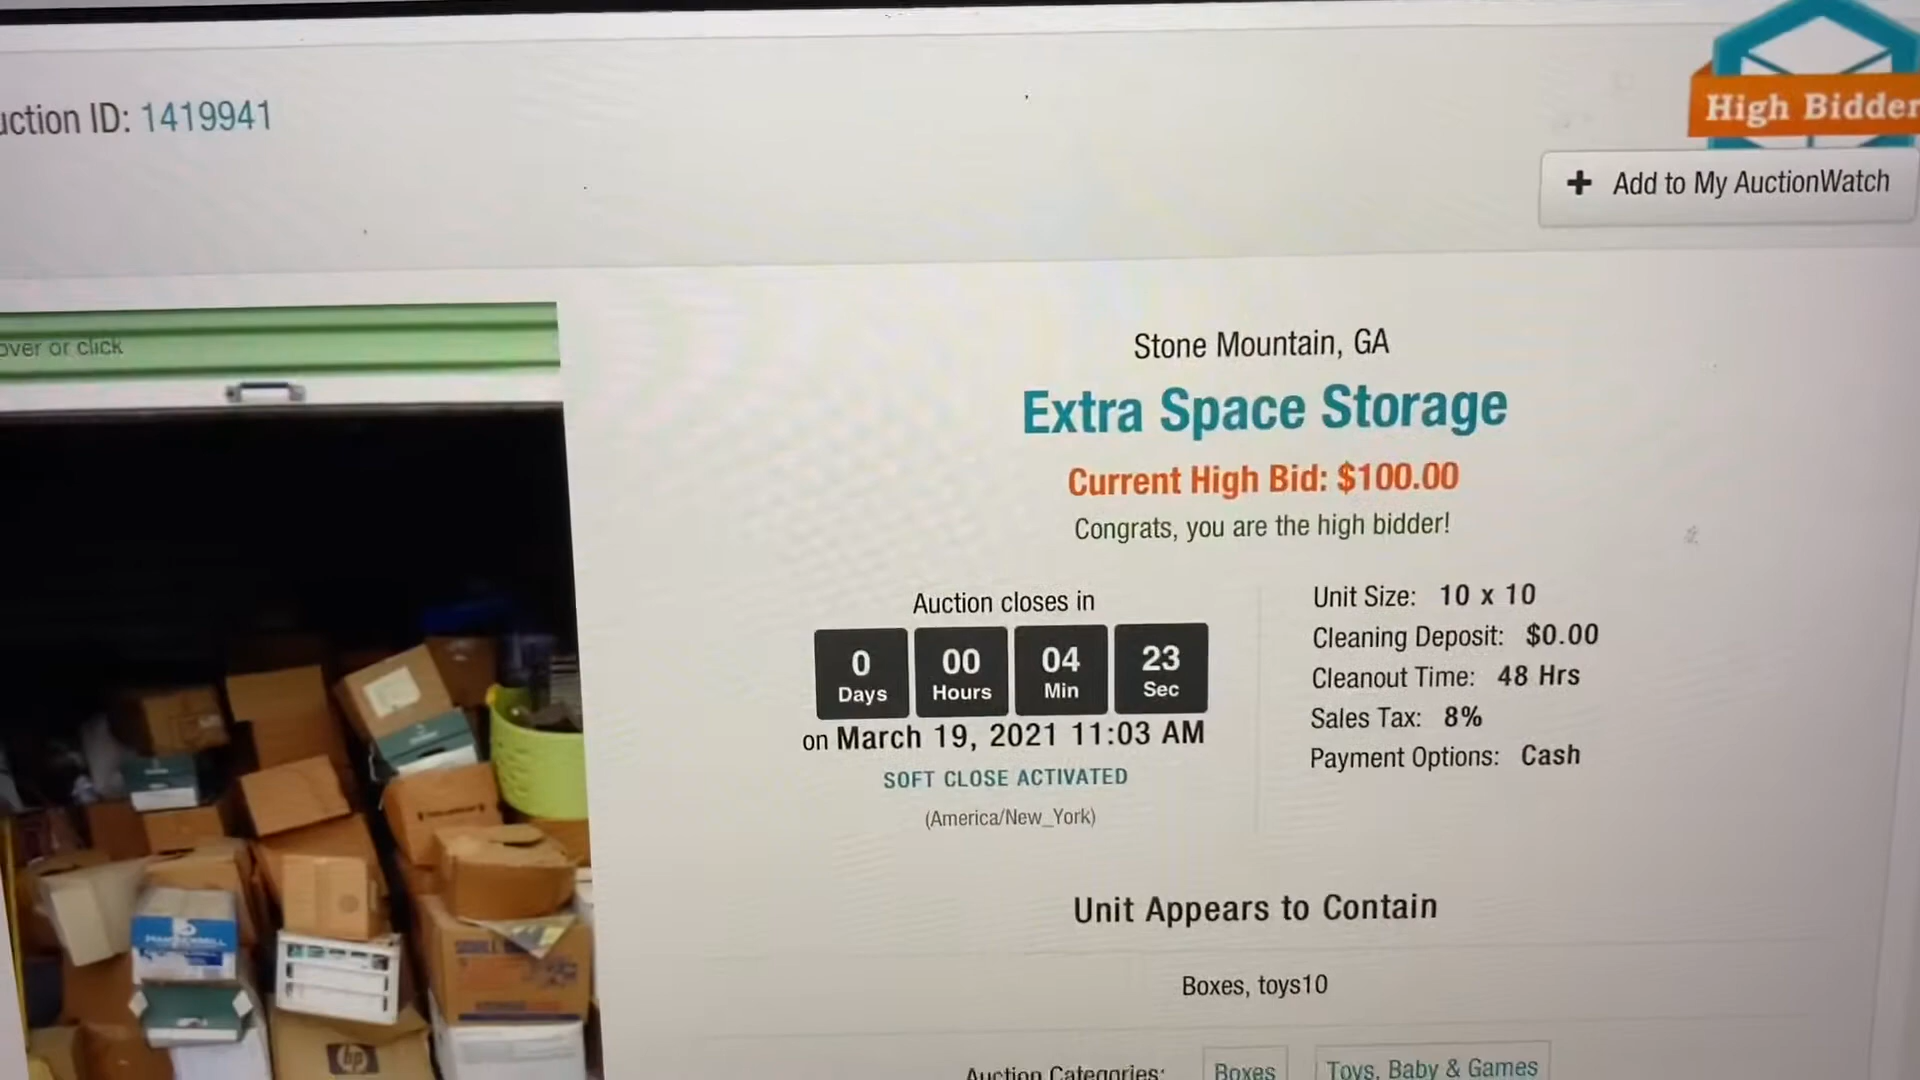 uction ID: 1419941
High Bidder
+ Add to My AuctionWatch
over or click
Stone Mountain, GA
Extra Space Storage
Current High Bid: $100.00
Congrats, you are the high bidder!
Auction closes in
0 Days 00 Hours 04 Min 23 Sec
on March 19, 2021 11:03 AM
SOFT CLOSE ACTIVATED
(America/New_York)
Unit Size: 10 x 10
Cleaning Deposit: $0.00
Cleanout Time: 48 Hrs
Sales Tax: 8%
Payment Options: Cash
Unit Appears to Contain
Boxes, toys10
Auction Categories: Boxes Toys, Baby & Games
hp